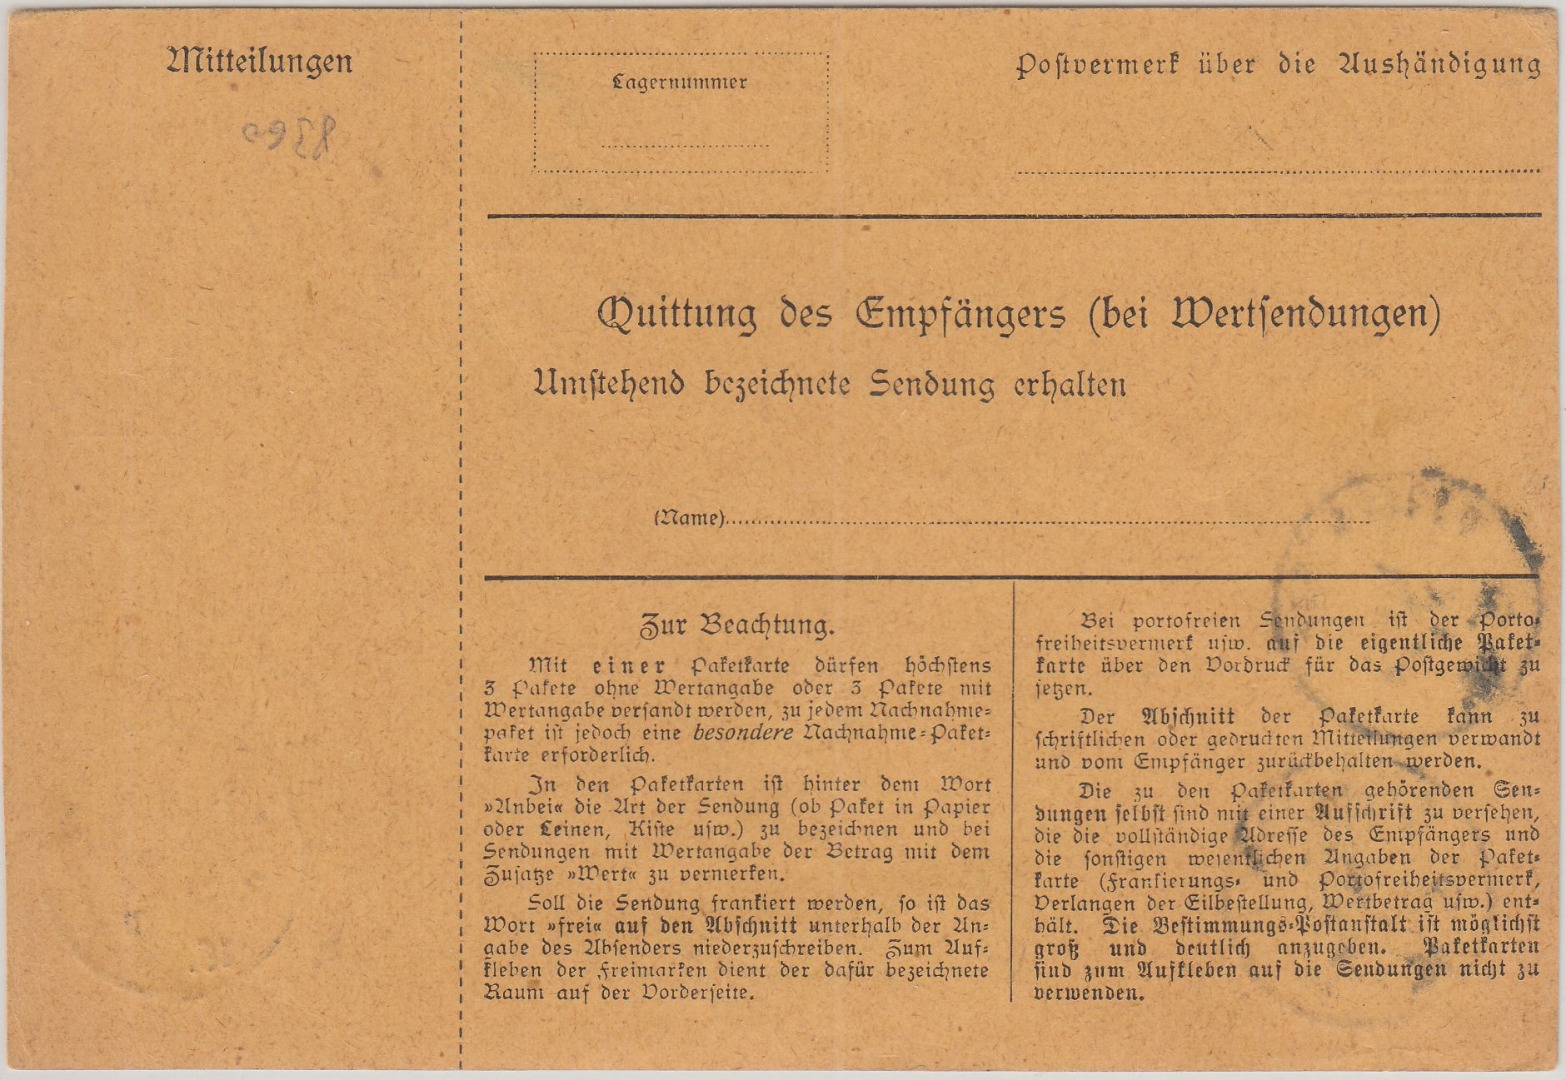 Mitteilungen
8360
Lagernummer
Postvermerk über die Aushändigung
Quittung des Empfängers (bei Wertsendungen)
Umstehend bezeichnete Sendung erhalten
(Name)
Zur Beachtung.
Mit einer Paketkarte dürfen höchstens
3 Pakete ohne Wertangabe oder 3 Pakete mit
Wertangabe versandt werden, zu jedem Nachnahme-
paket ist jedoch eine besondere Nachnahme-Paket-
karte erforderlich.
In den Paketkarten ist hinter dem Wort
»Anbei« die Art der Sendung (ob Paket in Papier
oder Leinen, Kiste usw.) zu bezeichnen und bei
Sendungen mit Wertangabe der Betrag mit dem
Zusatze »Wert« zu vermerken.
Soll die Sendung frankiert werden, so ist das
Wort »frei« auf den Abschnitt unterhalb der An-
gabe des Absenders niederzuschreiben. Zum Auf-
kleben der Freimarken dient der dafür bezeichnete
Raum auf der Vorderseite.
Bei portofreien Sendungen ist der Porto-
freiheitsvermerk usw. auf die eigentliche Paket-
karte über den Vordruck für das Postgewicht zu
setzen.
Der Abschnitt der Paketkarte kann zu
schriftlichen oder gedruckten Mitteilungen verwandt
und vom Empfänger zurückbehalten werden.
Die zu den Paketkarten gehörenden Sen-
dungen selbst sind mit einer Aufschrift zu versehen,
die die vollständige Adresse des Empfängers und
die sonstigen wesentlichen Angaben der Paket-
karte (Frankierungs- und Portofreiheitsvermerk,
Verlangen der Eilbestellung, Wertbetrag usw.) ent-
hält. Die Bestimmungs-Postanstalt ist möglichst
groß und deutlich anzugeben. Paketkarten
sind zum Aufkleben auf die Sendungen nicht zu
verwenden.